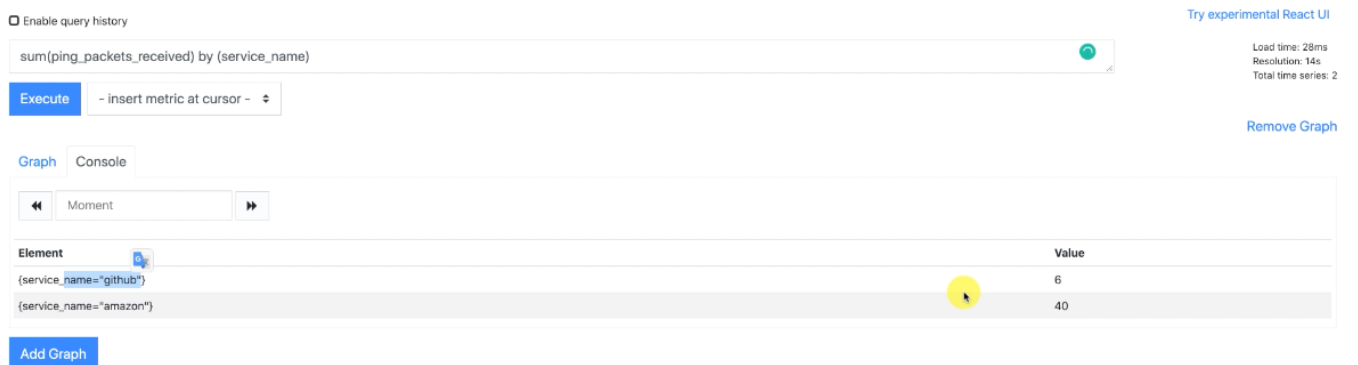 Enable query history
Try experimental React UI
sum(ping_packets_received) by (service_name)
Load time: 28ms
Resolution: 14s
Total time series: 2
Execute
- insert metric at cursor -
Remove Graph
Graph
Console
Moment
Element Value
{service_name="github"} 6
{service_name="amazon"} 40
Add Graph